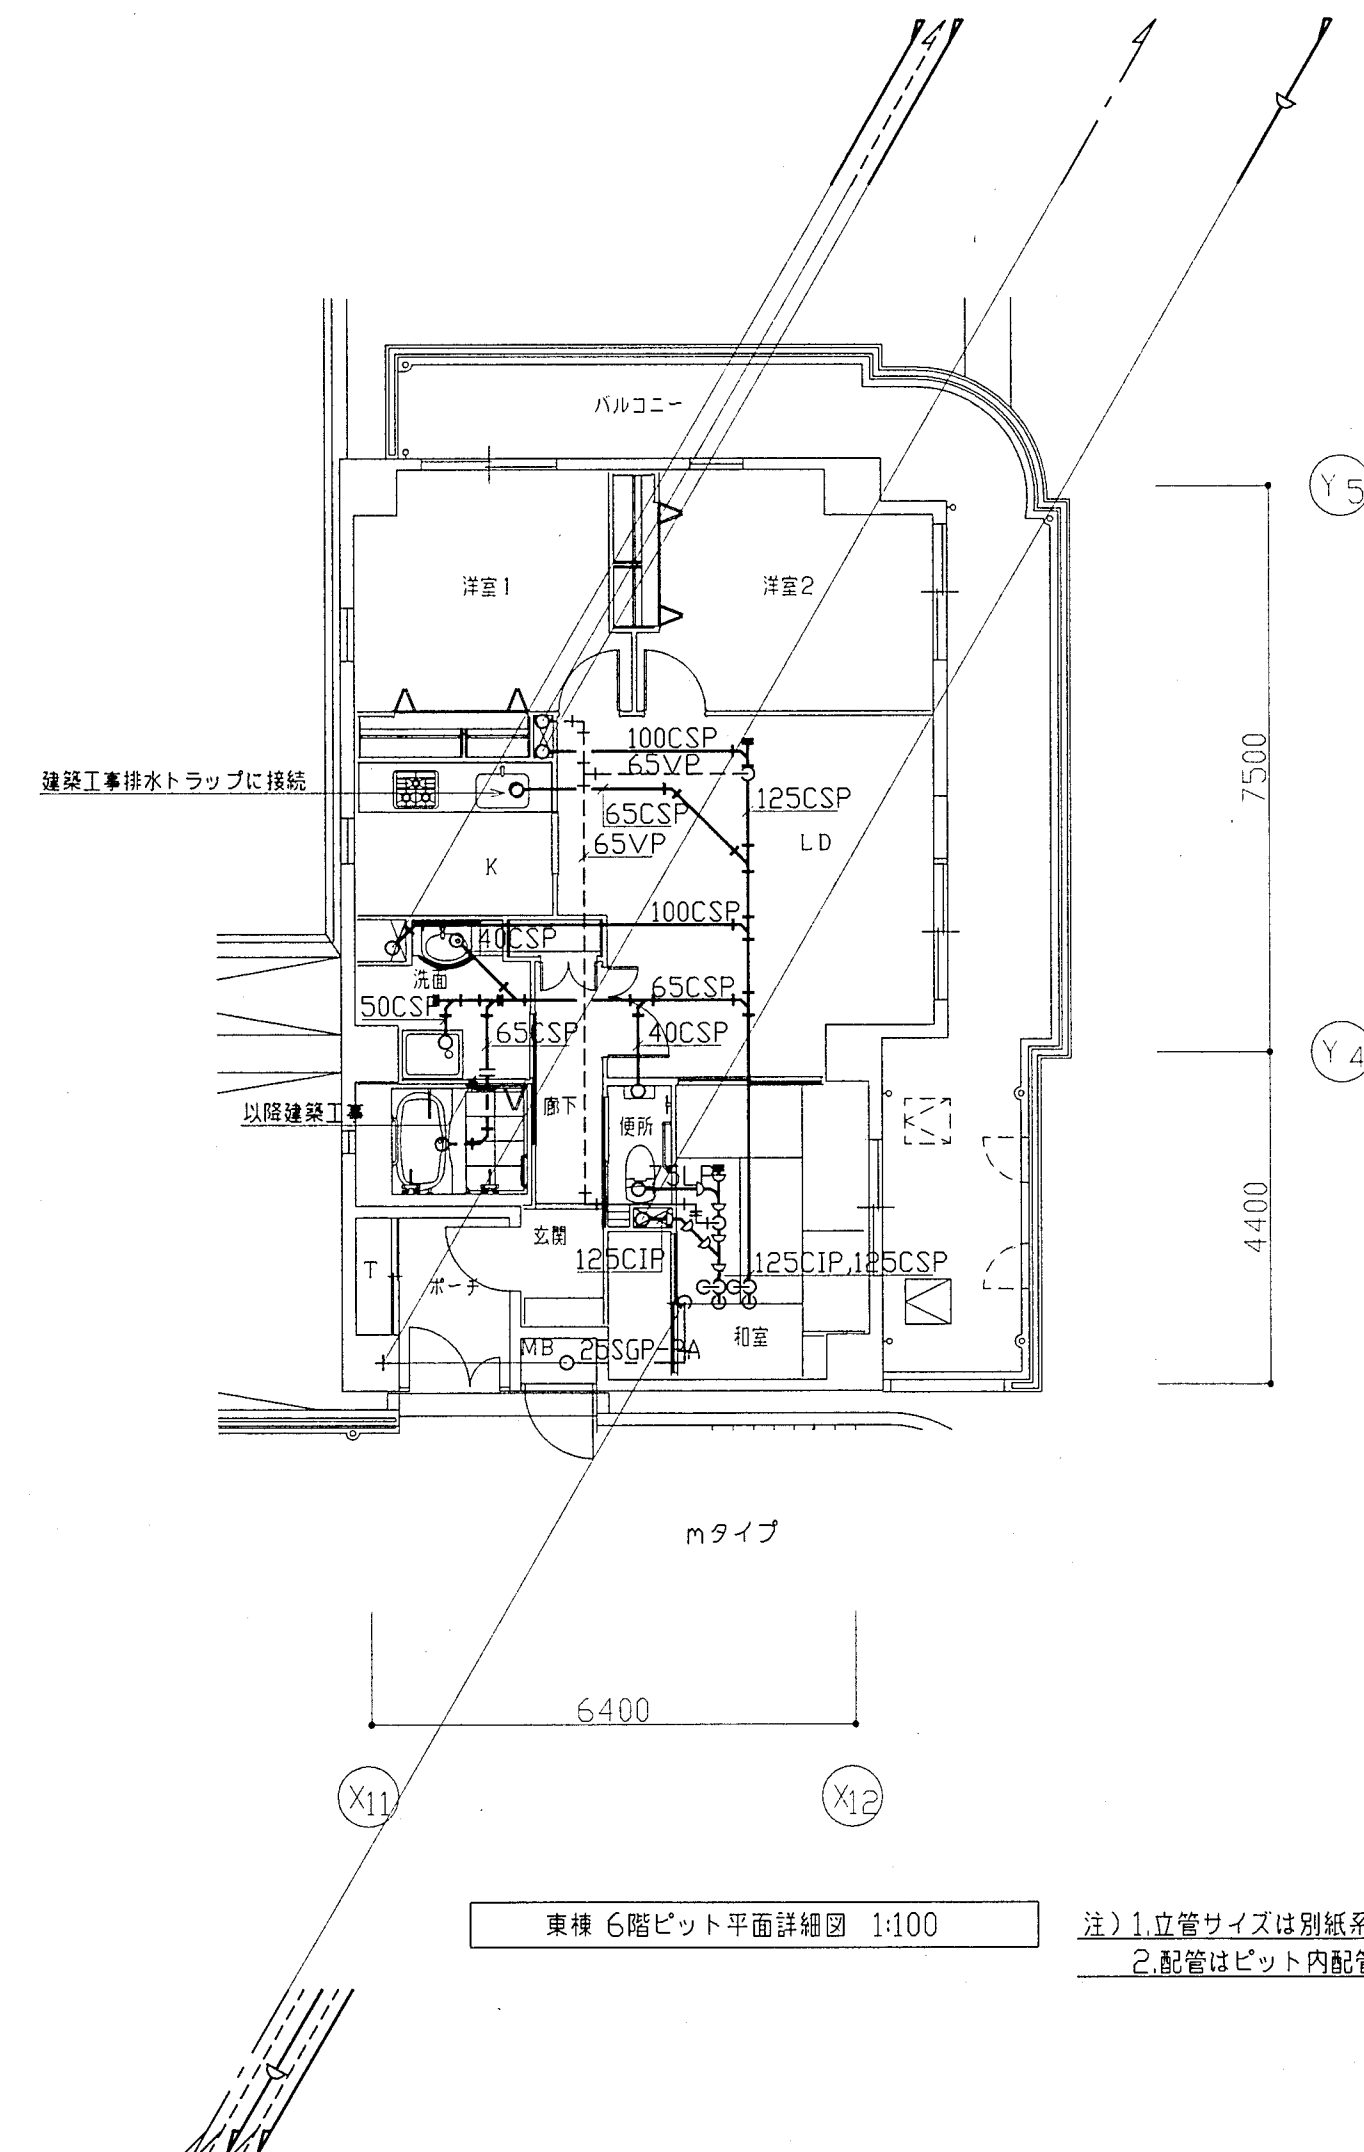 バルコニー
Y5
洋室1
洋室2
100CSP
65VP
建築工事排水トラップに接続
65CSP
125CSP
7500
65VP
LD
K
100CSP
40CSP
洗面
65CSP
50CSP
65CSP
40CSP
Y4
以降建築工事
廊下
便所
玄関
4400
125CIP
125CIP,125CSP
T
ポーチ
和室
MB
mタイプ
6400
X11
X12
東棟 6階ピット平面詳細図 1:100
注)1.立管サイズは別紙系
2.配管はピット内配管